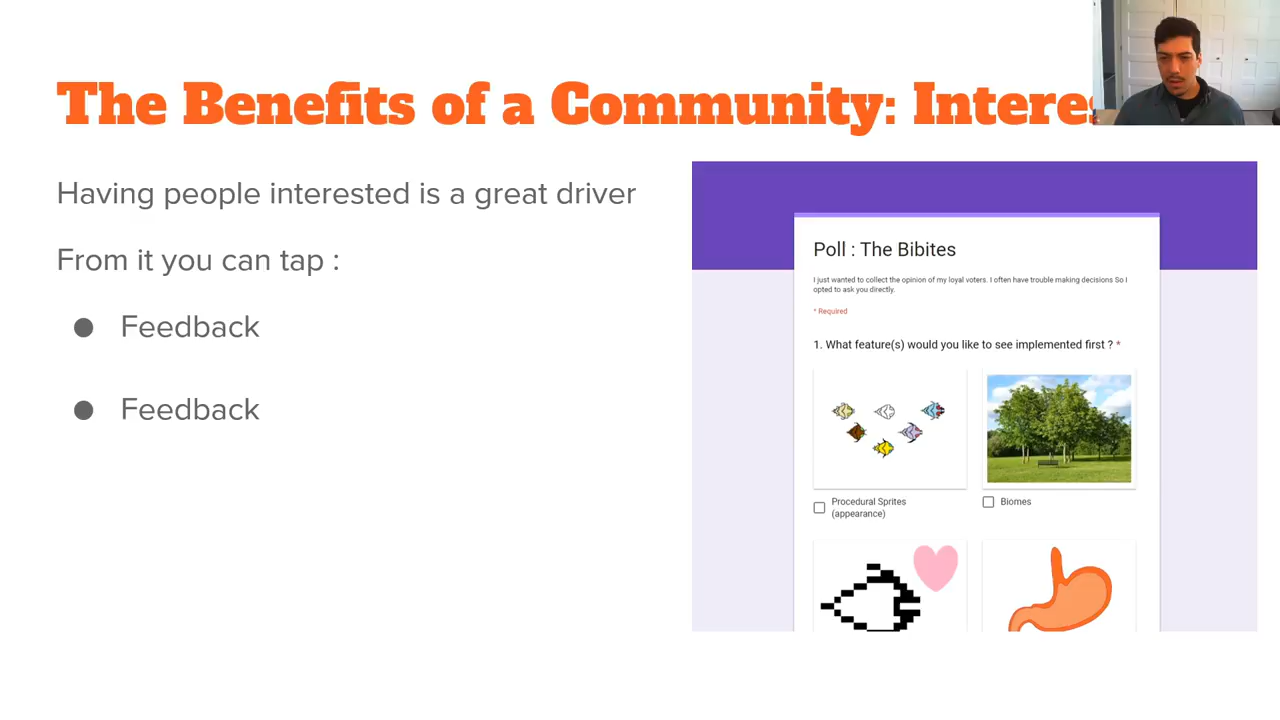 The Benefits of a Community: Interes
Having people interested is a great driver
From it you can tap :
● Feedback
● Feedback
Poll : The Bibites
I just wanted to collect the opinion of my loyal voters. I often have trouble making decisions So I
opted to ask you directly.
* Required
1. What feature(s) would you like to see implemented first ? *
Procedural Sprites
(appearance)
Biomes